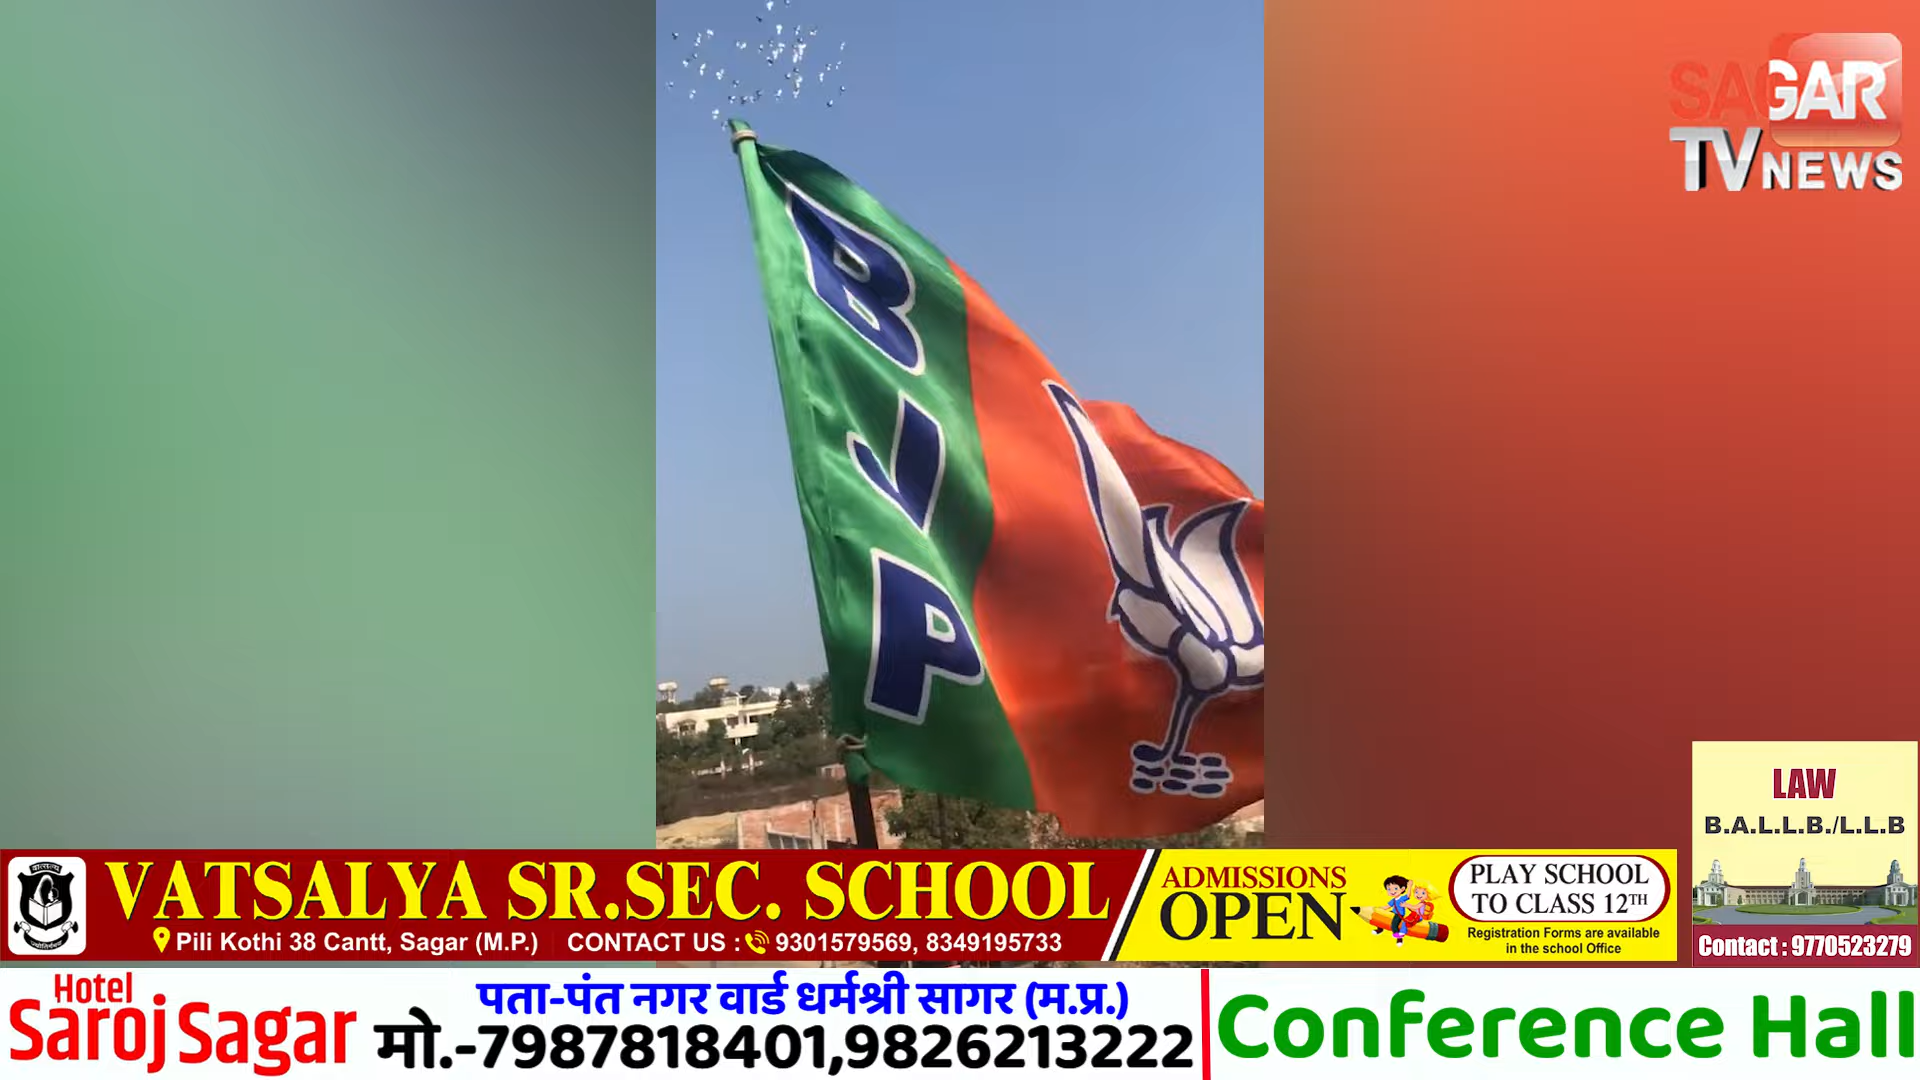 SAGAR
TV NEWS
BJP
LAW
B.A.L.L.B./L.L.B
Contact : 9770523279
VATSALYA SR.SEC. SCHOOL
Pili Kothi 38 Cantt, Sagar (M.P.)
CONTACT US : 9301579569, 8349195733
ADMISSIONS
OPEN
PLAY SCHOOL
TO CLASS 12TH
Registration Forms are available
in the school Office
Hotel
Saroj Sagar
पता-पंत नगर वार्ड धर्मश्री सागर (म.प्र.)
मो.-7987818401,9826213222
Conference Hall